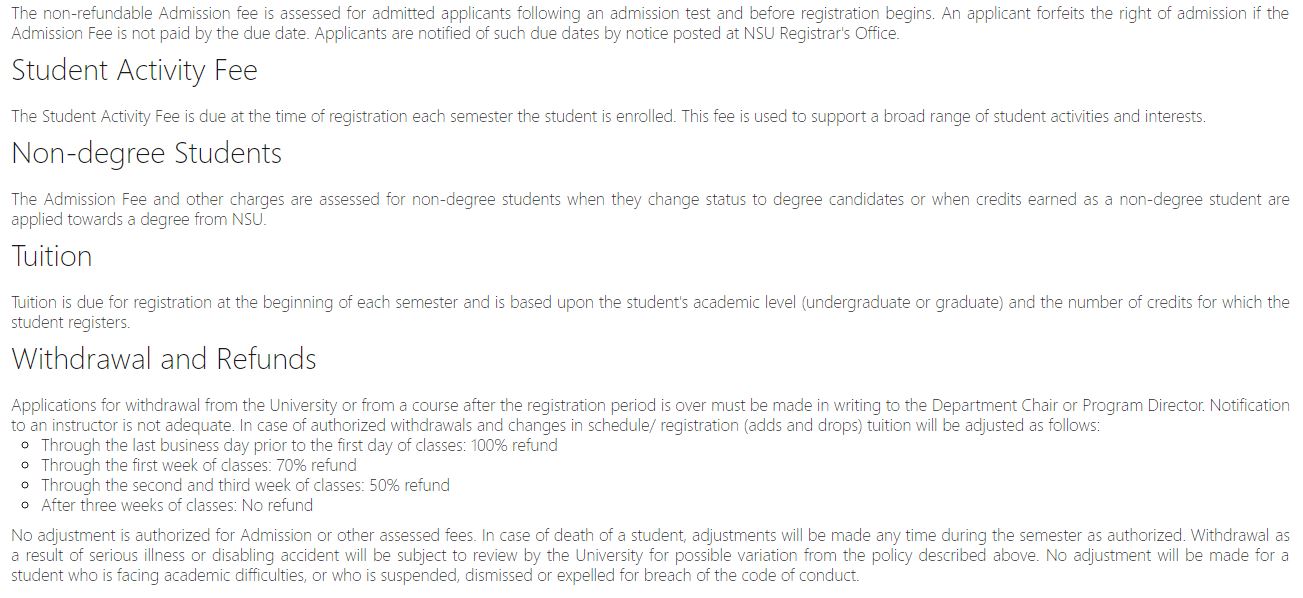 The non-refundable Admission fee is assessed for admitted applicants following an admission test and before registration begins. An applicant forfeits the right of admission if the
Admission Fee is not paid by the due date. Applicants are notified of such due dates by notice posted at NSU Registrar's Office.
Student Activity Fee
The Student Activity Fee is due at the time of registration each semester the student is enrolled. This fee is used to support a broad range of student activities and interests.
Non-degree Students
The Admission Fee and other charges are assessed for non-degree students when they change status to degree candidates or when credits earned as a non-degree student are
applied towards a degree from NSU.
Tuition
Tuition is due for registration at the beginning of each semester and is based upon the student's academic level (undergraduate or graduate) and the number of credits for which the
student registers.
Withdrawal and Refunds
Applications for withdrawal from the University or from a course after the registration period is over must be made in writing to the Department Chair or Program Director. Notification
to an instructor is not adequate. In case of authorized withdrawals and changes in schedule/ registration (adds and drops) tuition will be adjusted as follows:
Through the last business day prior to the first day of classes: 100% refund
Through the first week of classes: 70% refund
Through the second and third week of classes: 50% refund
After three weeks of classes: No refund
No adjustment is authorized for Admission or other assessed fees. In case of death of a student, adjustments will be made any time during the semester as authorized. Withdrawal as
a result of serious illness or disabling accident will be subject to review by the University for possible variation from the policy described above. No adjustment will be made for a
student who is facing academic difficulties, or who is suspended, dismissed or expelled for breach of the code of conduct.